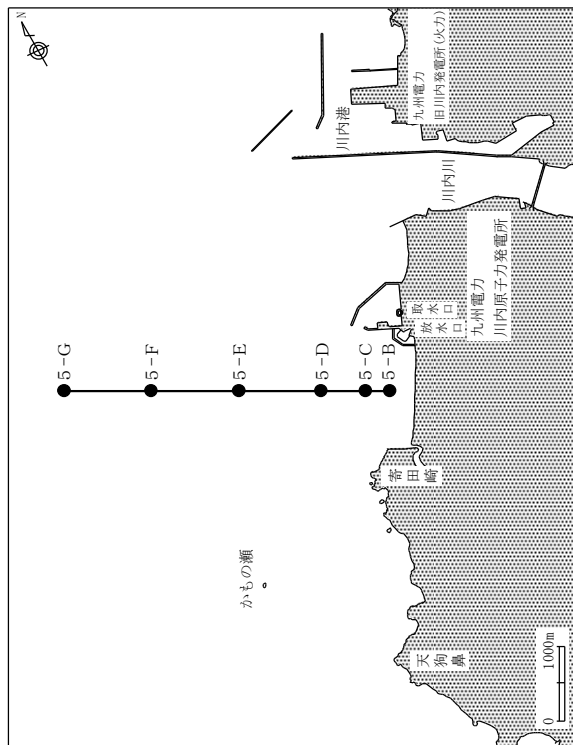 N
九州電力
旧川内発電所(火力)
川内港
川内川
九州電力
川内原子力発電所
取水口
放水口
5-G
5-F
5-E
5-D
5-C
5-B
寄田崎
かもの瀬
天狗鼻
0 1000m